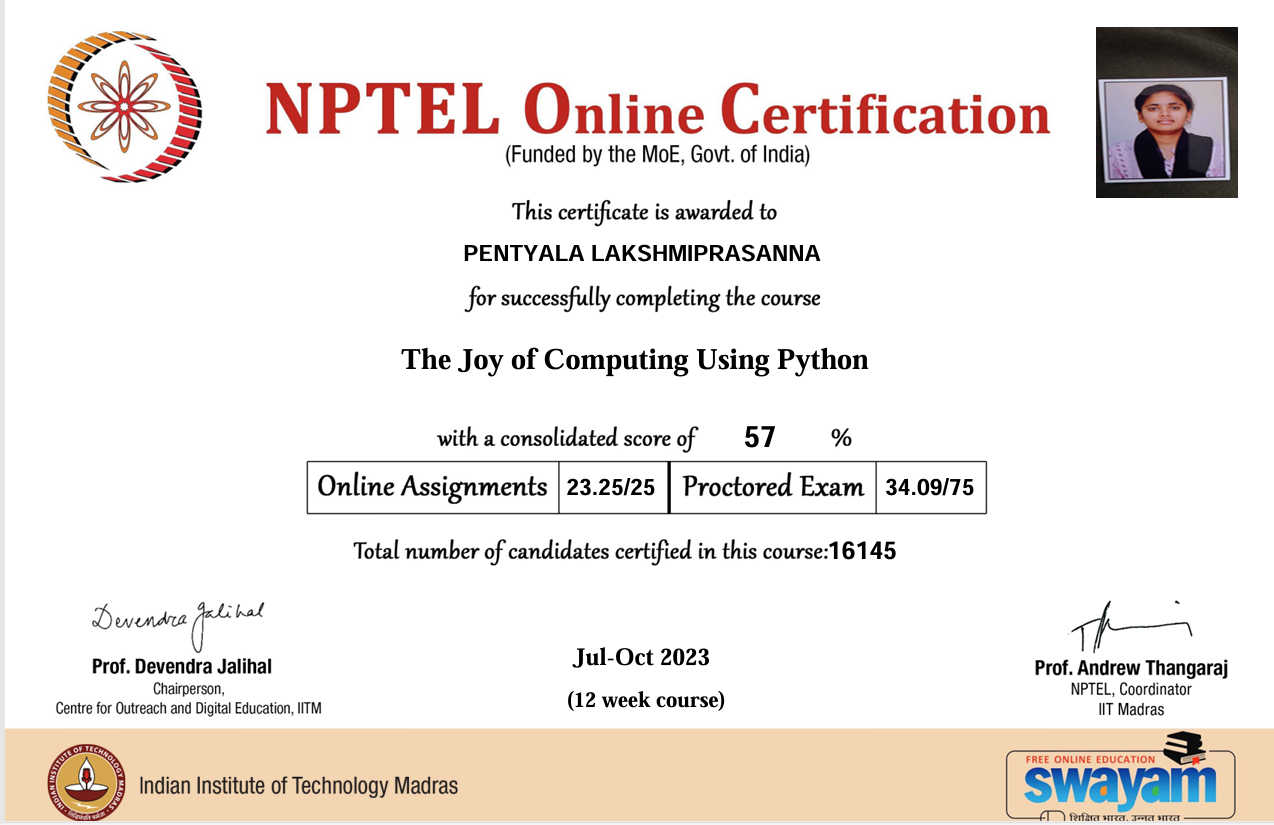 NPTEL Online Certification
(Funded by the MoE, Govt. of India)
This certificate is awarded to
PENTYALA LAKSHMIPRASANNA
for successfully completing the course
The Joy of Computing Using Python
with a consolidated score of 57 %
Online Assignments 23.25/25 Proctored Exam 34.09/75
Total number of candidates certified in this course:16145
Devendra Jalihal
Prof. Devendra Jalihal
Chairperson,
Centre for Outreach and Digital Education, IITM
Jul-Oct 2023
(12 week course)
Prof. Andrew Thangaraj
NPTEL, Coordinator
IIT Madras
INDIAN INSTITUTE OF TECHNOLOGY MADRAS
Indian Institute of Technology Madras
FREE ONLINE EDUCATION
swayam
शिक्षित भारत, उन्नत भारत